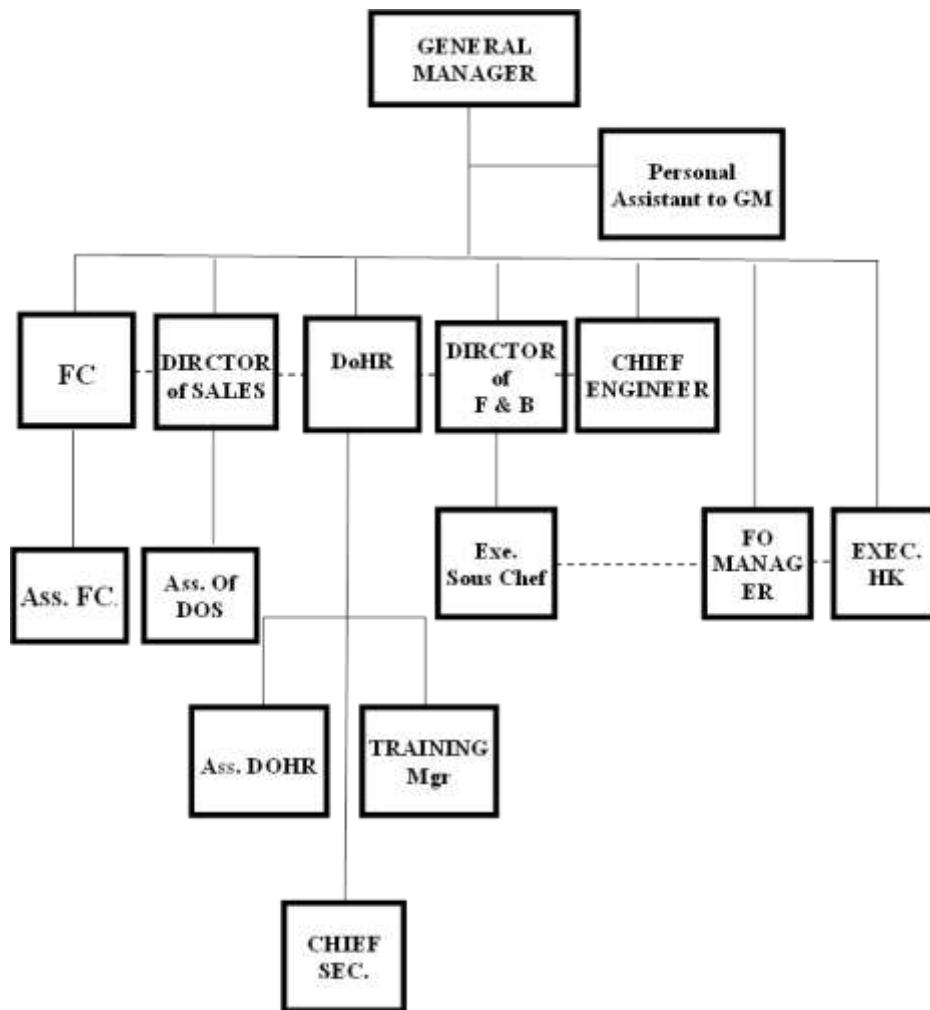 GENERAL
MANAGER
Personal
Assistant to GM
FC
DIRCTOR
of SALES
DoHR
DIRCTOR
of
F & B
CHIEF
ENGINEER
Ass. FC.
Ass. Of
DOS
Exe.
Sous Chef
FO
MANAG
ER
EXEC.
HK
Ass. DOHR
TRAINING
Mgr
CHIEF
SEC.